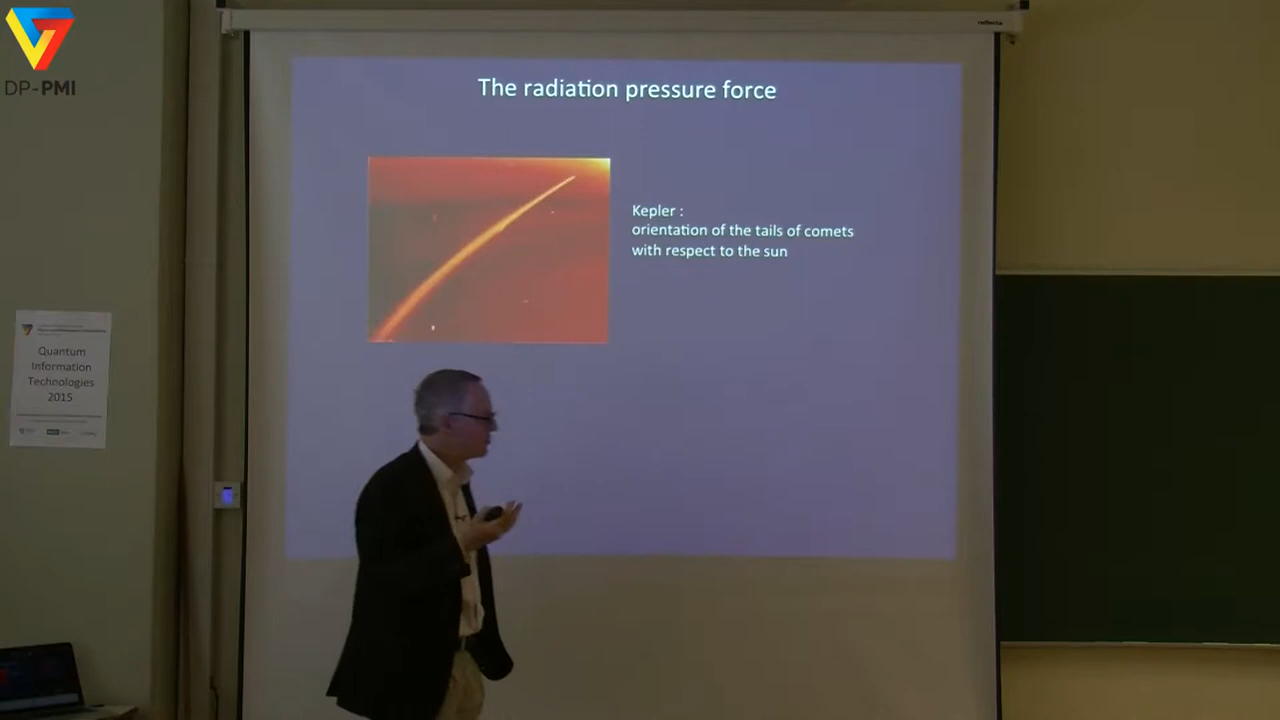 DP-PMI
reflecta
The radiation pressure force
Kepler :
orientation of the tails of comets
with respect to the sun
Quantum
Information
Technologies
2015